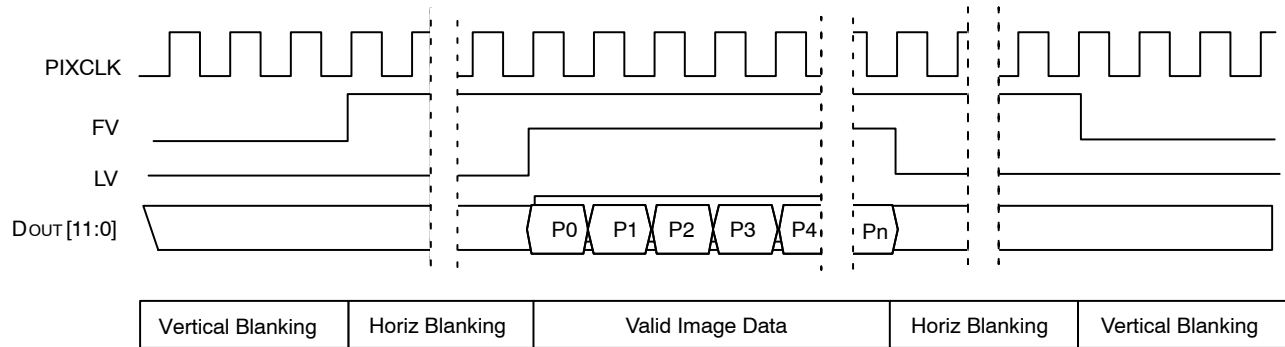 PIXCLK
FV
LV
DOUT [11:0]
P0 P1 P2 P3 P4 Pn
Vertical Blanking Horiz Blanking Valid Image Data Horiz Blanking Vertical Blanking